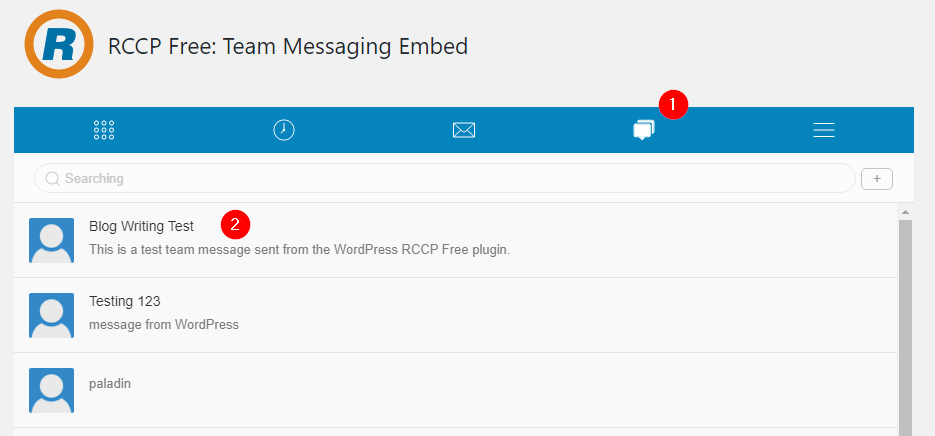 R
RCCP Free: Team Messaging Embed
1
Searching
+
Blog Writing Test
2
This is a test team message sent from the WordPress RCCP Free plugin.
Testing 123
message from WordPress
paladin